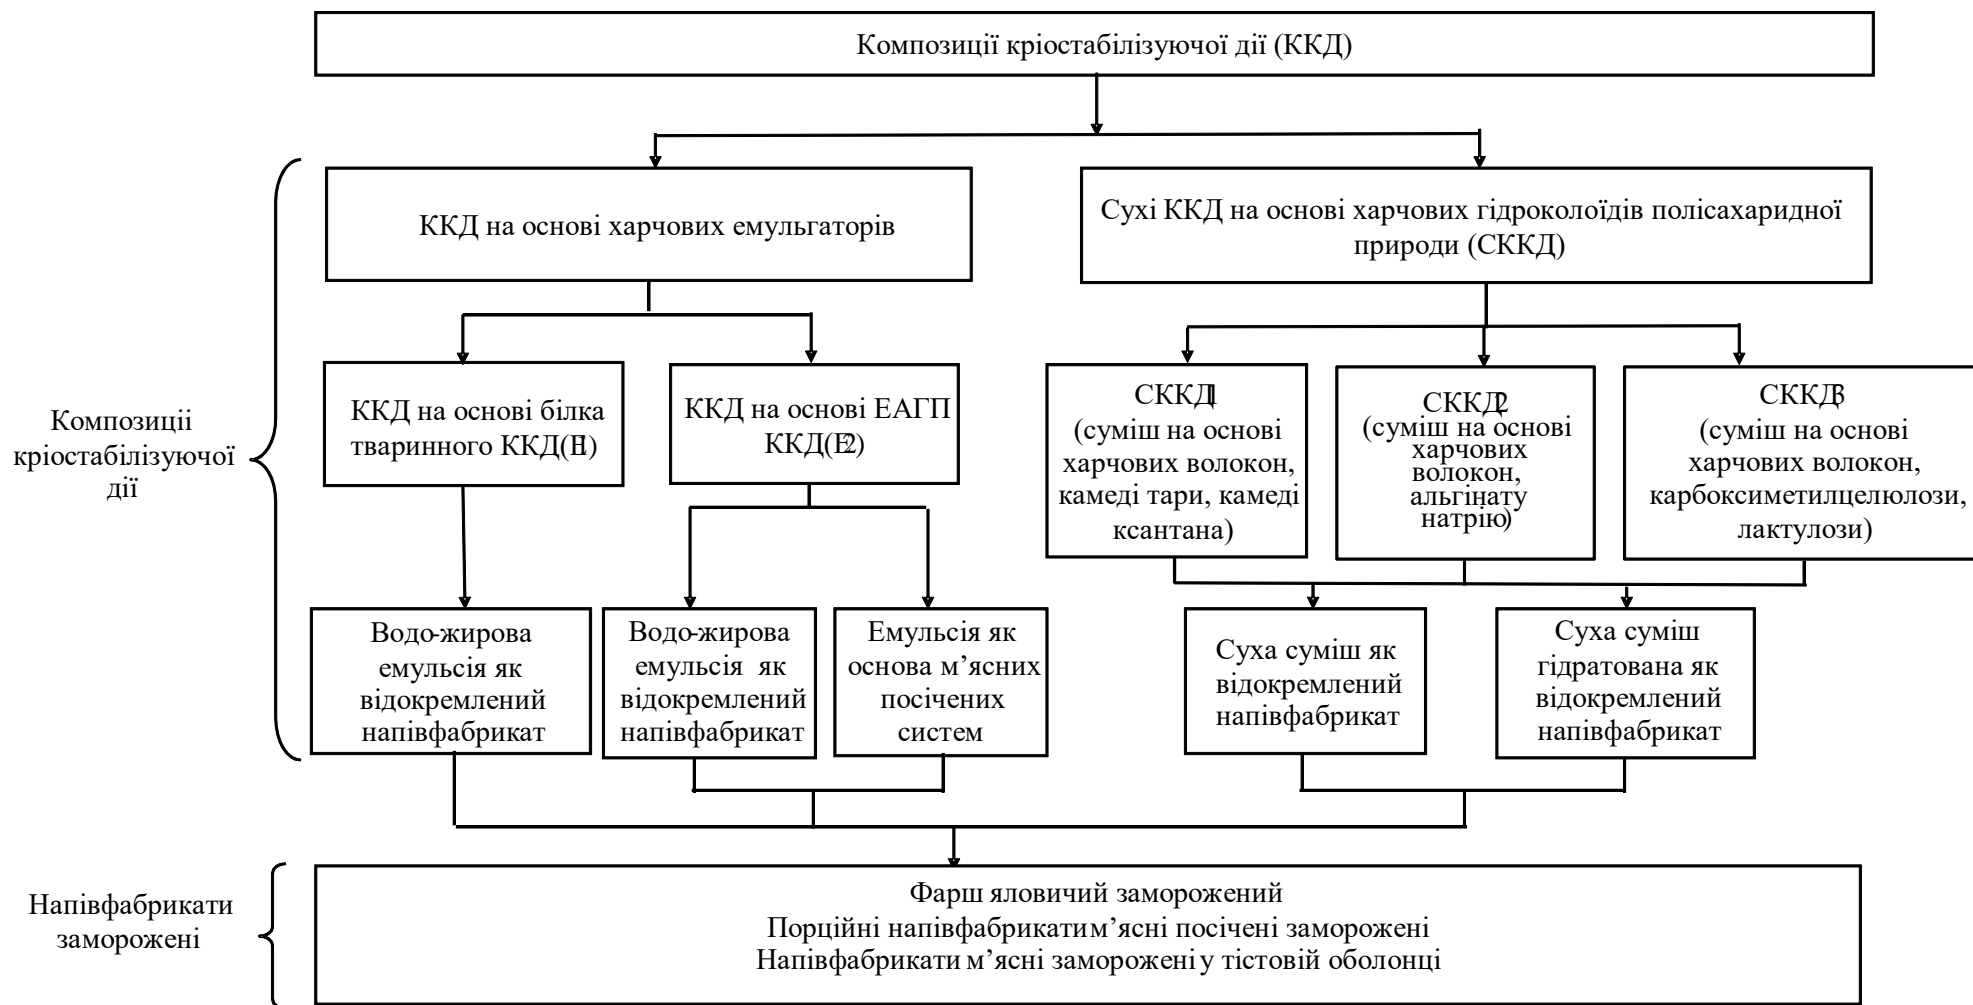 Композиції кріостабілізуючої дії (ККД)
ККД на основі харчових емульгаторів
Сухі ККД на основі харчових гідроколоїдів полісахаридної
природи (СККД)
Композиціі
кріостабілізуючої
дії
ККД на основі білка
тваринного ККД(Е1)
ККД на основі ЕАГП
ККД(Е2)
СККД1
(суміш на основі
харчових волокон,
камеді тари, камеді
ксантана)
СККД2
(суміш на основі
харчових
волокон,
альгінату
натрію)
СККД3
(суміш на основі
харчових волокон,
карбоксиметилцелюлози,
лактулози)
Водо-жирова
емульсія як
відокремлений
напівфабрикат
Водо-жирова
емульсія як
відокремлений
напівфабрикат
Емульсія як
основа м’ясних
посічених
систем
Суха суміш як
відокремлений
напівфабрикат
Суха суміш
гідратована як
відокремлений
напівфабрикат
Напівфабрикати
заморожені
Фарш яловичий заморожений
Порційні напівфабрикати м’ясні посічені заморожені
Напівфабрикати м’ясні заморожені у тістовій оболонці